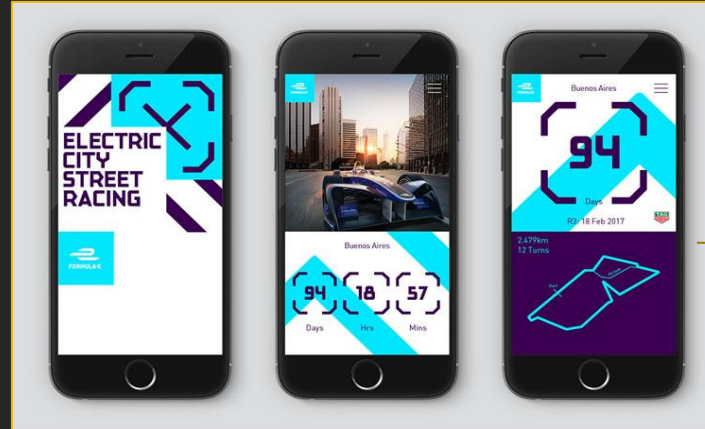 ELECTRIC
CITY
STREET
RACING
FORMULA E
Buenos Aires
94 18 57
Days Hrs Mins
Buenos Aires
94
Days
R3: 18 Feb 2017
TAG
2.479km
12 Turns